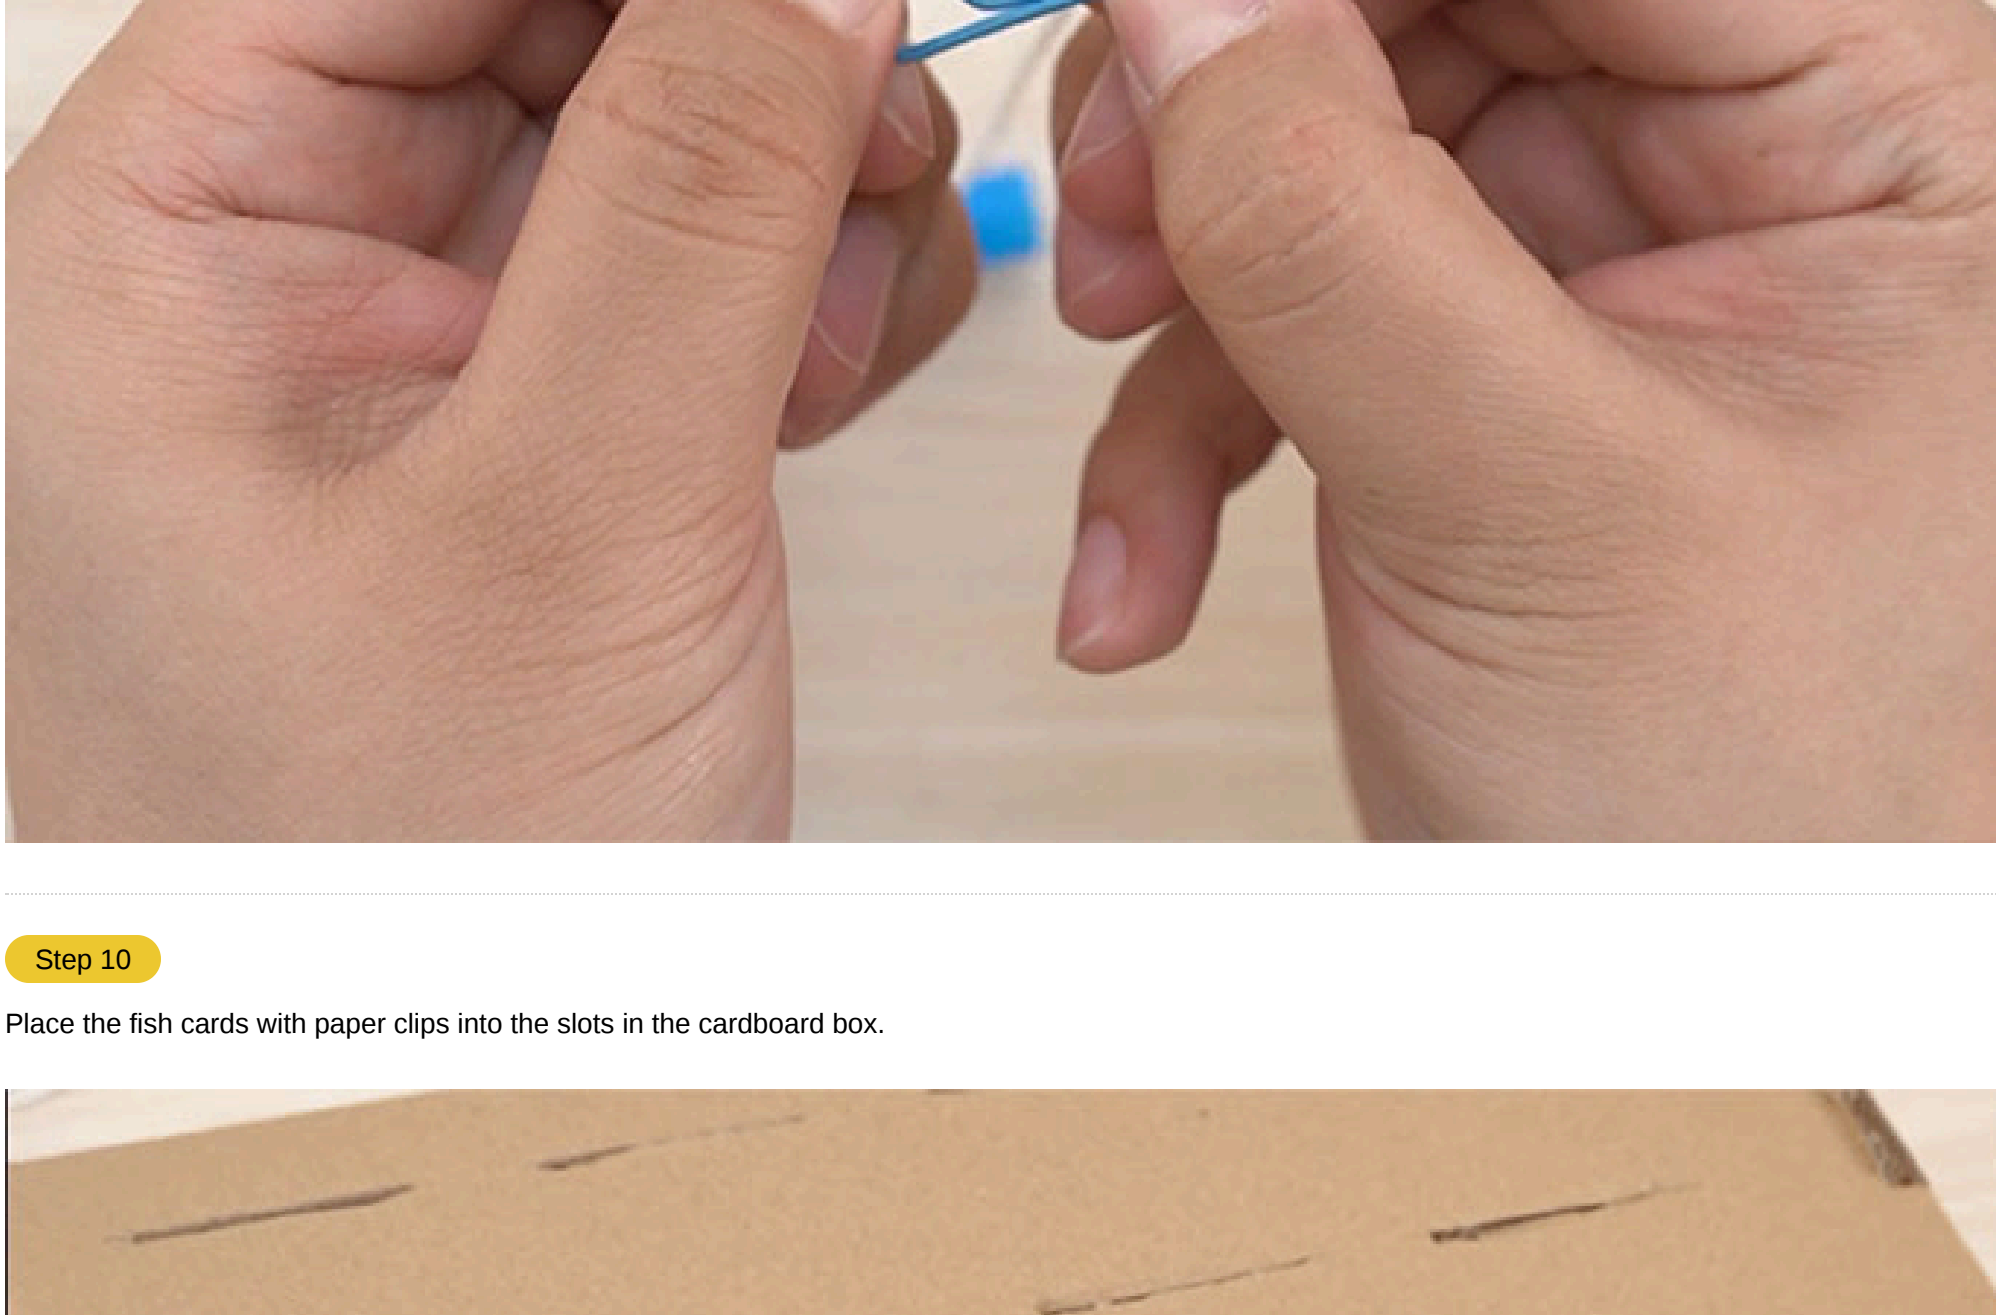 Step 10
Place the fish cards with paper clips into the slots in the cardboard box.